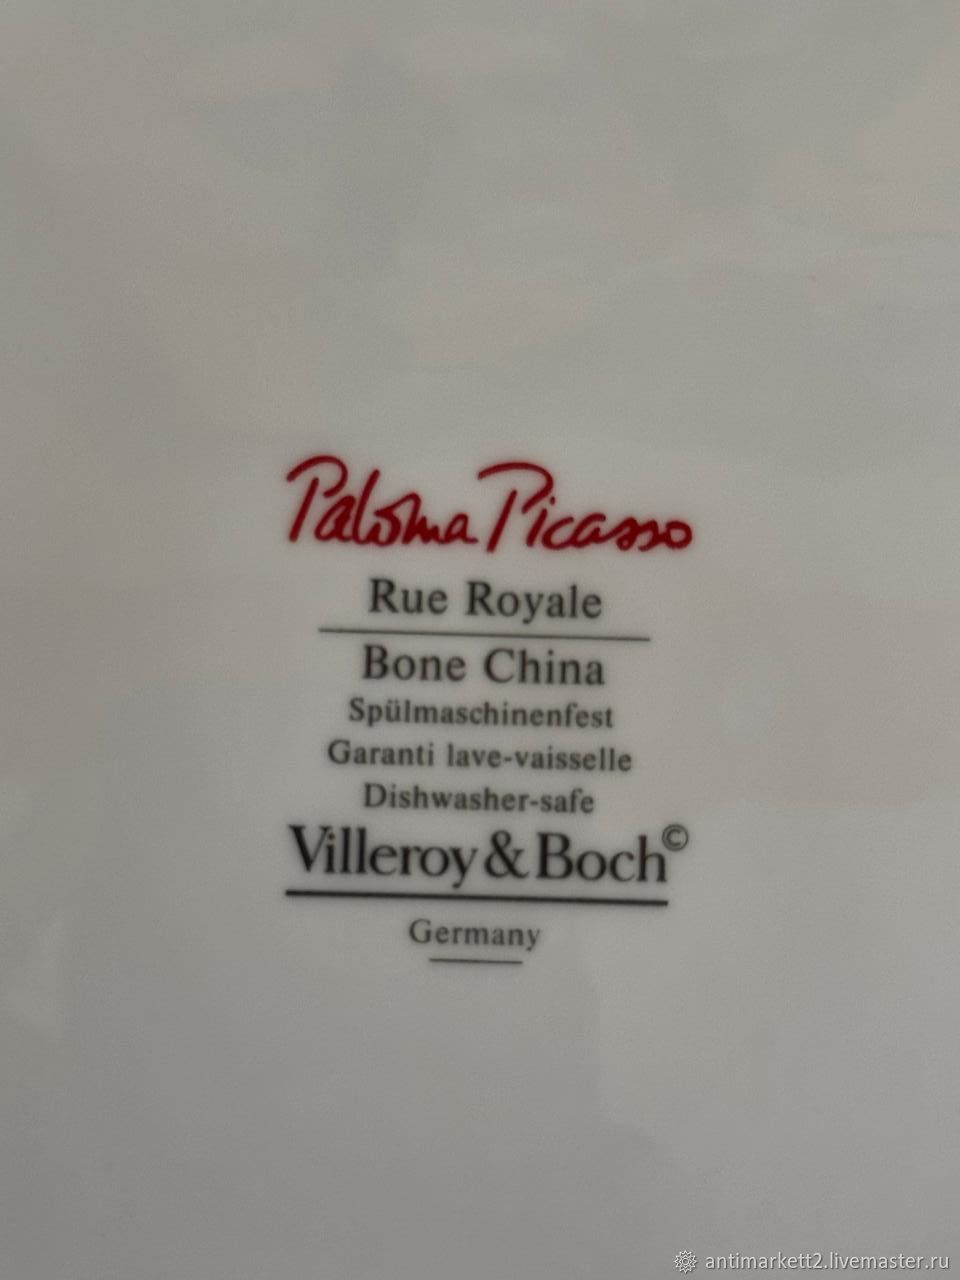 Paloma Picasso
Rue Royale
Bone China
Spülmaschinenfest
Garanti lave-vaisselle
Dishwasher-safe
Villeroy & Boch©
Germany
antimarkett2.livemaster.ru